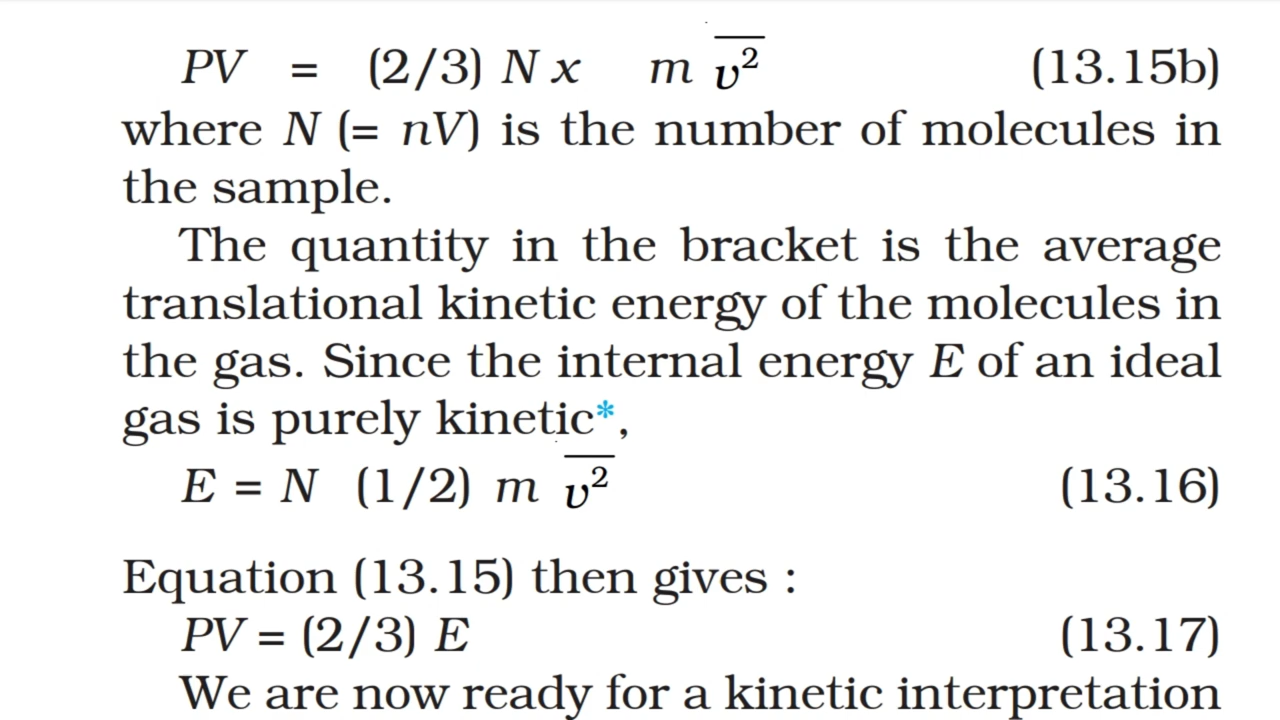 PV = (2/3) N x m v² (13.15b)
where N (= nV) is the number of molecules in
the sample.
The quantity in the bracket is the average
translational kinetic energy of the molecules in
the gas. Since the internal energy E of an ideal
gas is purely kinetic*,
E = N (1/2) m v² (13.16)
Equation (13.15) then gives :
PV = (2/3) E (13.17)
We are now ready for a kinetic interpretation